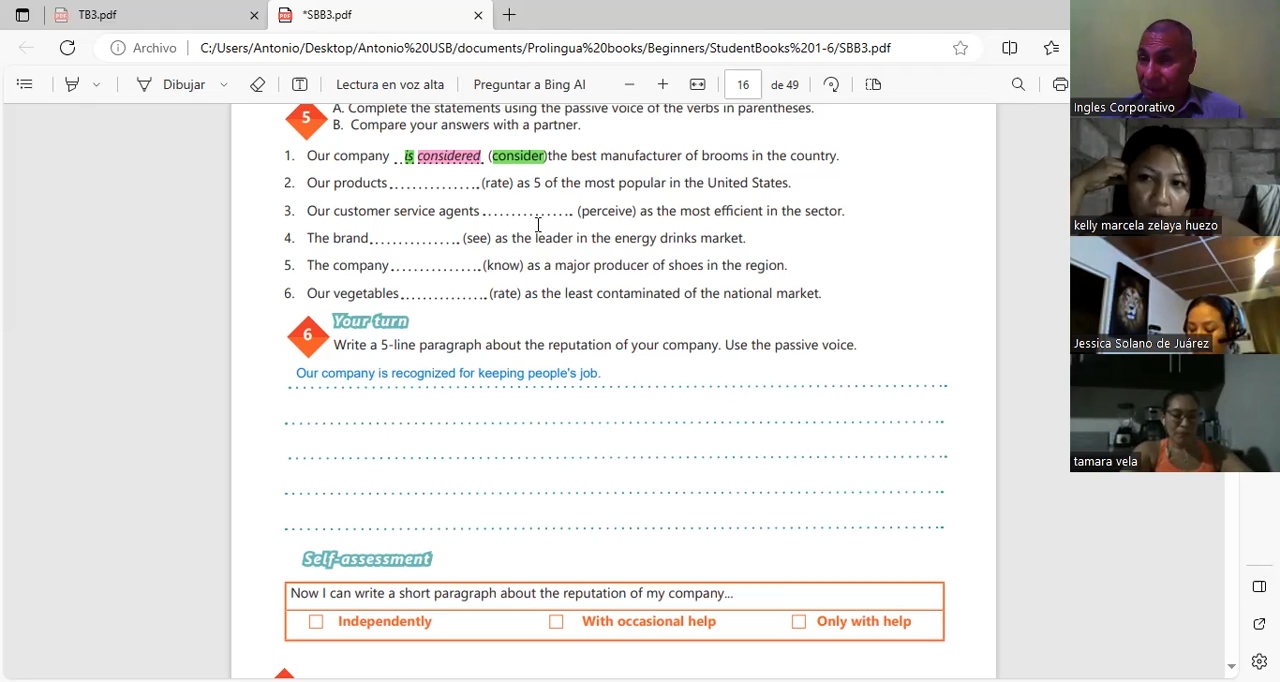 TB3.pdf
*SBB3.pdf
Archivo
C:/Users/Antonio/Desktop/Antonio%20USB/documents/Prolingua%20books/Beginners/StudentBooks%201-6/SBB3.pdf
Dibujar
Lectura en voz alta
Preguntar a Bing AI
16
de 49
5
A. Complete the statements using the passive voice of the verbs in parentheses.
B. Compare your answers with a partner.
1. Our company ..is considered. (consider)the best manufacturer of brooms in the country.
2. Our products...............(rate) as 5 of the most popular in the United States.
3. Our customer service agents ............... (perceive) as the most efficient in the sector.
4. The brand............... (see) as the leader in the energy drinks market.
5. The company...............(know) as a major producer of shoes in the region.
6. Our vegetables...............(rate) as the least contaminated of the national market.
6
Your turn
Write a 5-line paragraph about the reputation of your company. Use the passive voice.
Our company is recognized for keeping people's job.
Self-assessment
Now I can write a short paragraph about the reputation of my company...
Independently
With occasional help
Only with help
Ingles Corporativo
kelly marcela zelaya huezo
Jessica Solano de Juárez
tamara vela